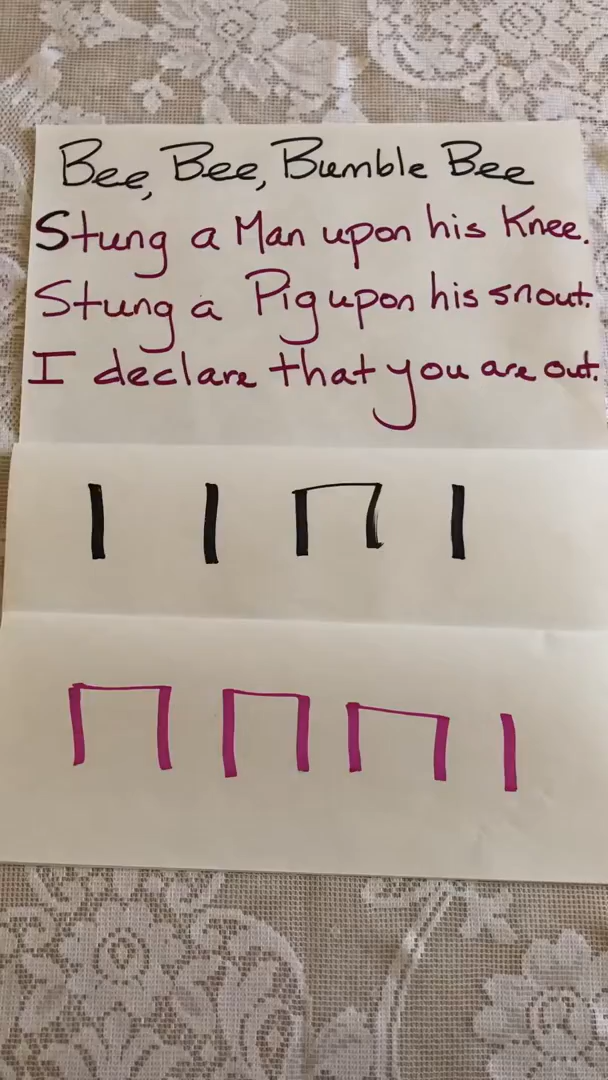 Bee, Bee, Bumble Bee
Stung a Man upon his Knee.
Stung a Pig upon his snout.
I declare that you are out.